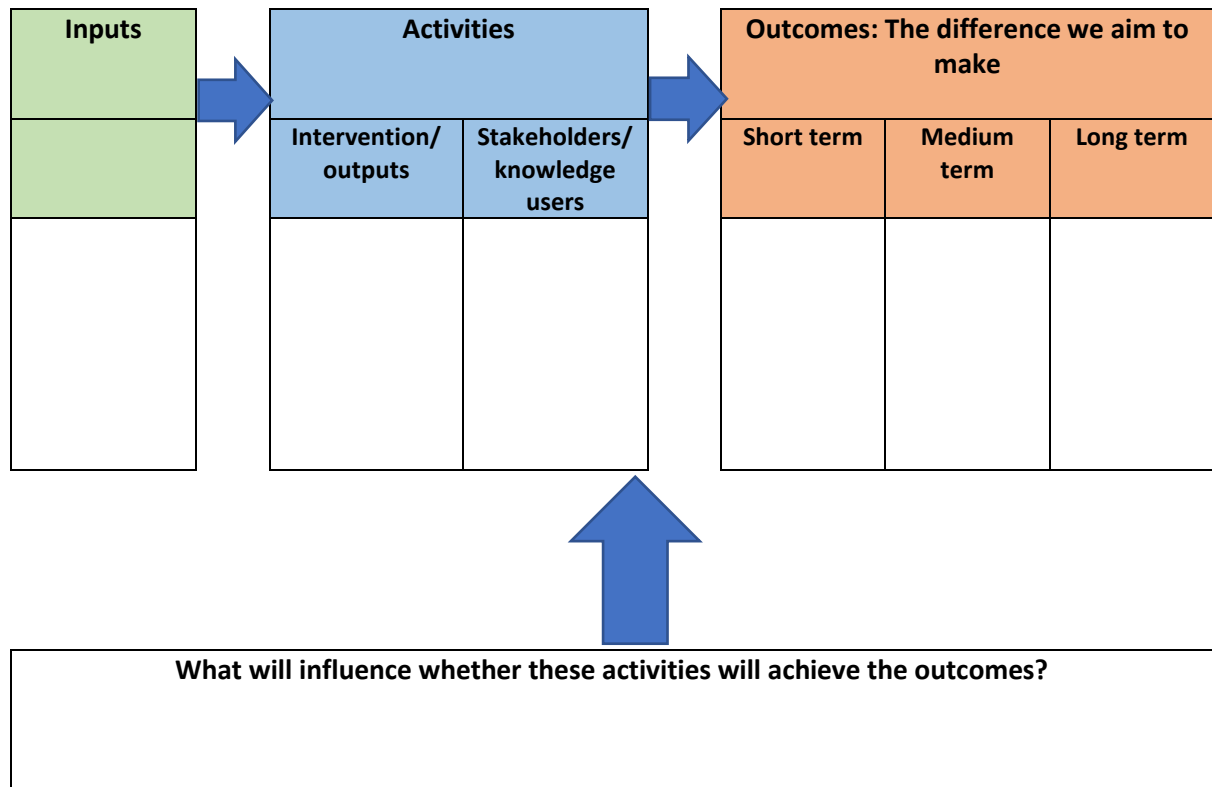 Inputs
Activities
Outcomes: The difference we aim to
make
Intervention/
outputs
Stakeholders/
knowledge
users
Short term
Medium
term
Long term
What will influence whether these activities will achieve the outcomes?